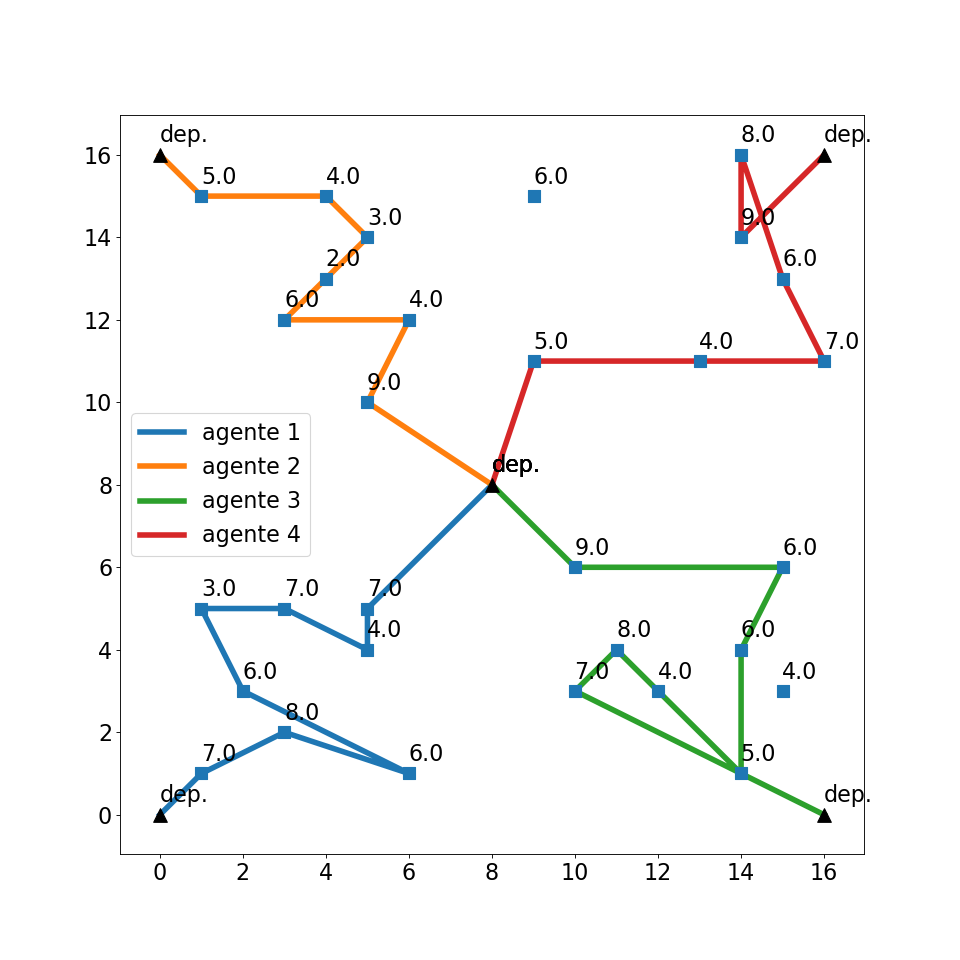 dep. 8.0 dep.
16
5.0 4.0 6.0
3.0 9.0
14
2.0 6.0
6.0 4.0
12
5.0 4.0 7.0
9.0
10
agente 1
agente 2
agente 3
agente 4
dep.
8
9.0 6.0
6
3.0 7.0 7.0
4.0 8.0 6.0
4
6.0 7.0 4.0 4.0
8.0
2
7.0 6.0 5.0
dep. dep.
0
0 2 4 6 8 10 12 14 16